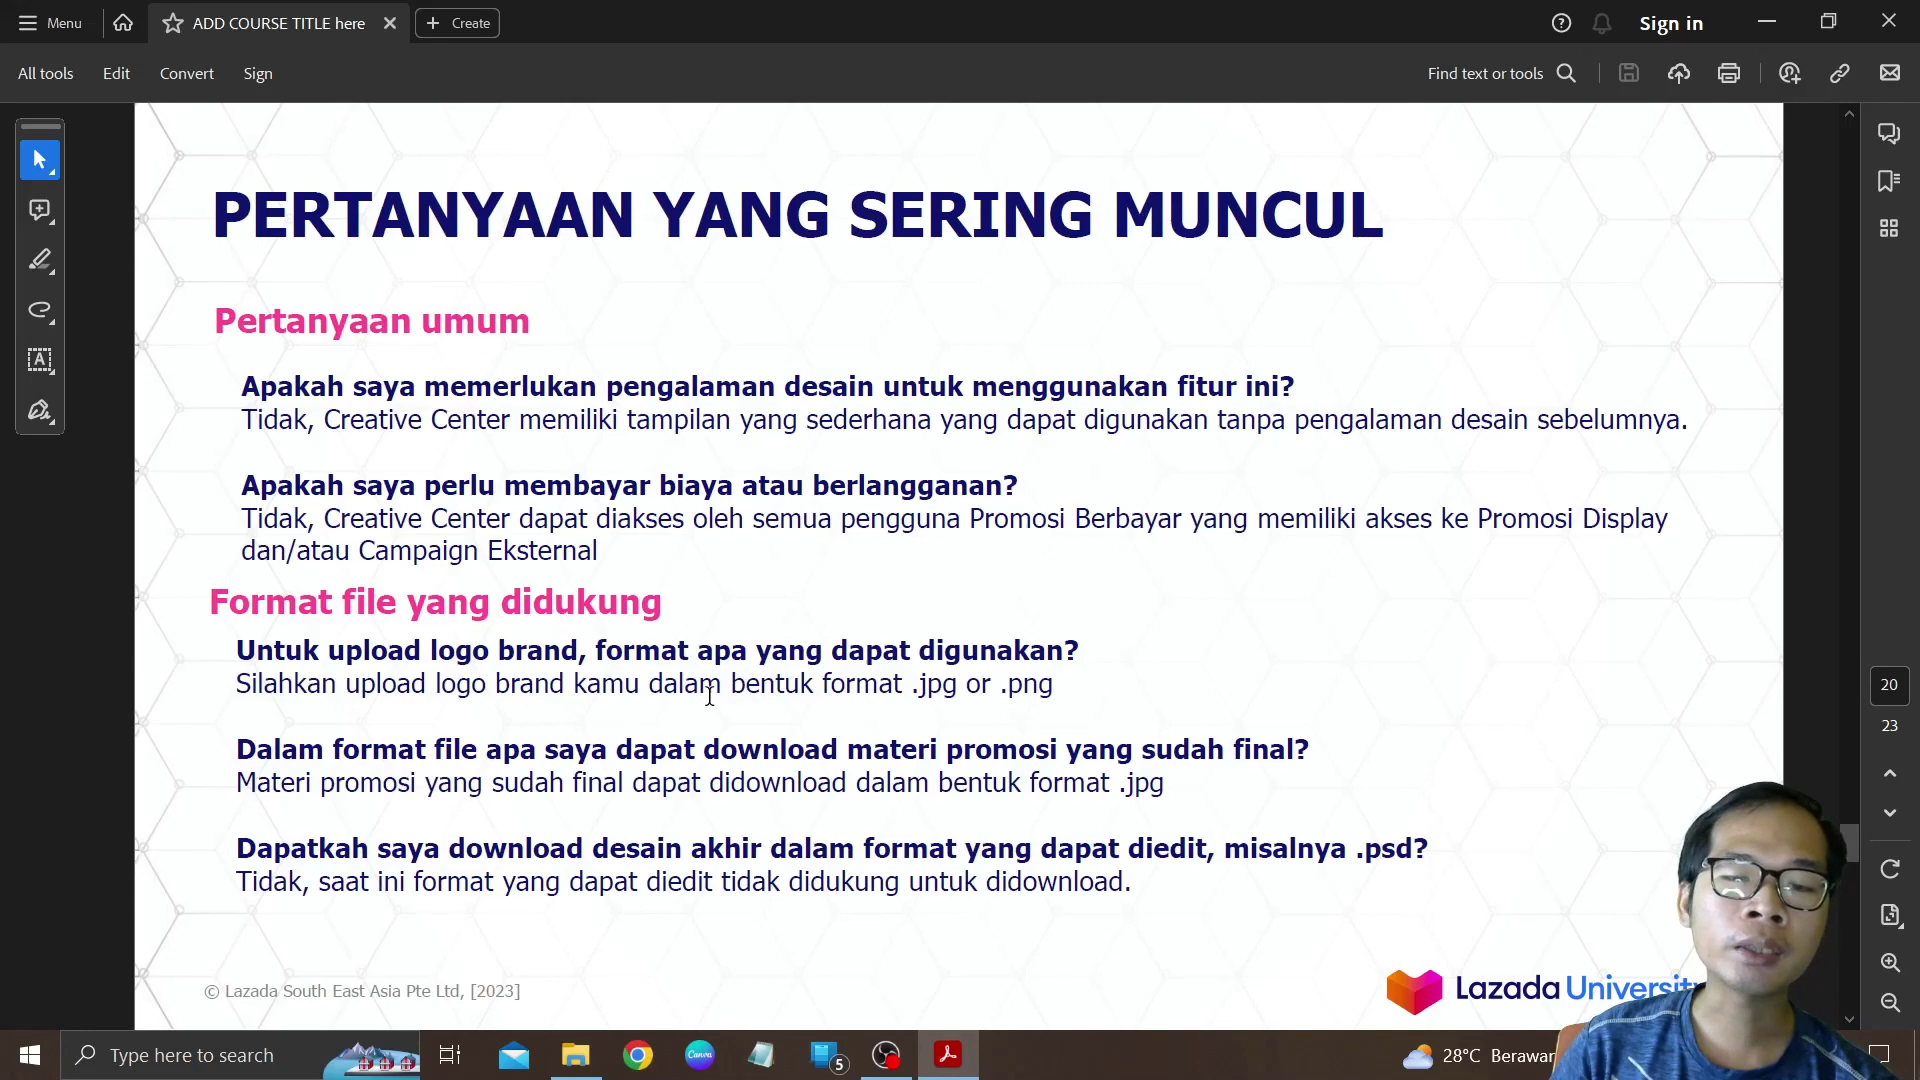 Menu
ADD COURSE TITLE here
Create
Sign in
All tools
Edit
Convert
Sign
Find text or tools
PERTANYAAN YANG SERING MUNCUL
Pertanyaan umum
Apakah saya memerlukan pengalaman desain untuk menggunakan fitur ini?
Tidak, Creative Center memiliki tampilan yang sederhana yang dapat digunakan tanpa pengalaman desain sebelumnya.
Apakah saya perlu membayar biaya atau berlangganan?
Tidak, Creative Center dapat diakses oleh semua pengguna Promosi Berbayar yang memiliki akses ke Promosi Display
dan/atau Campaign Eksternal
Format file yang didukung
Untuk upload logo brand, format apa yang dapat digunakan?
Silahkan upload logo brand kamu dalam bentuk format .jpg or .png
Dalam format file apa saya dapat download materi promosi yang sudah final?
Materi promosi yang sudah final dapat didownload dalam bentuk format .jpg
Dapatkah saya download desain akhir dalam format yang dapat diedit, misalnya .psd?
Tidak, saat ini format yang dapat diedit tidak didukung untuk didownload.
© Lazada South East Asia Pte Ltd, [2023]
Lazada University
20
23
Type here to search
Canva
5
28°C Berawan